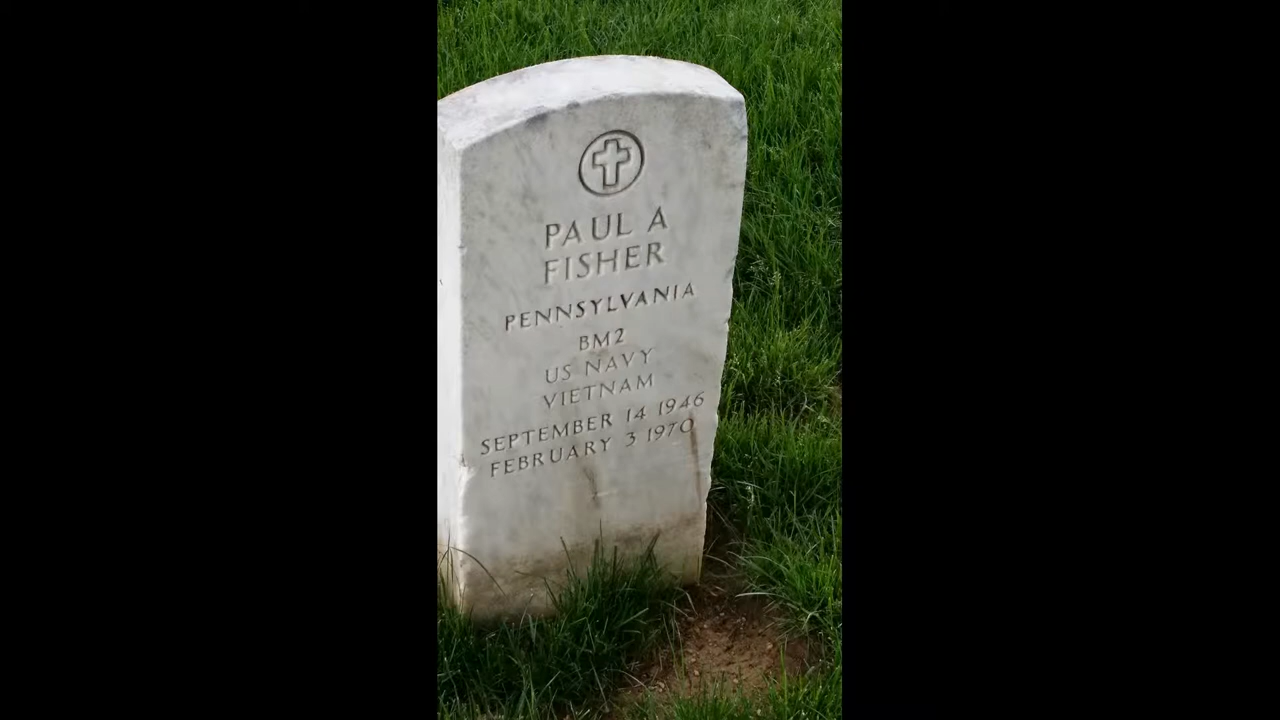 PAUL A
FISHER
PENNSYLVANIA
BM2
US NAVY
VIETNAM
SEPTEMBER 14 1946
FEBRUARY 3 1970